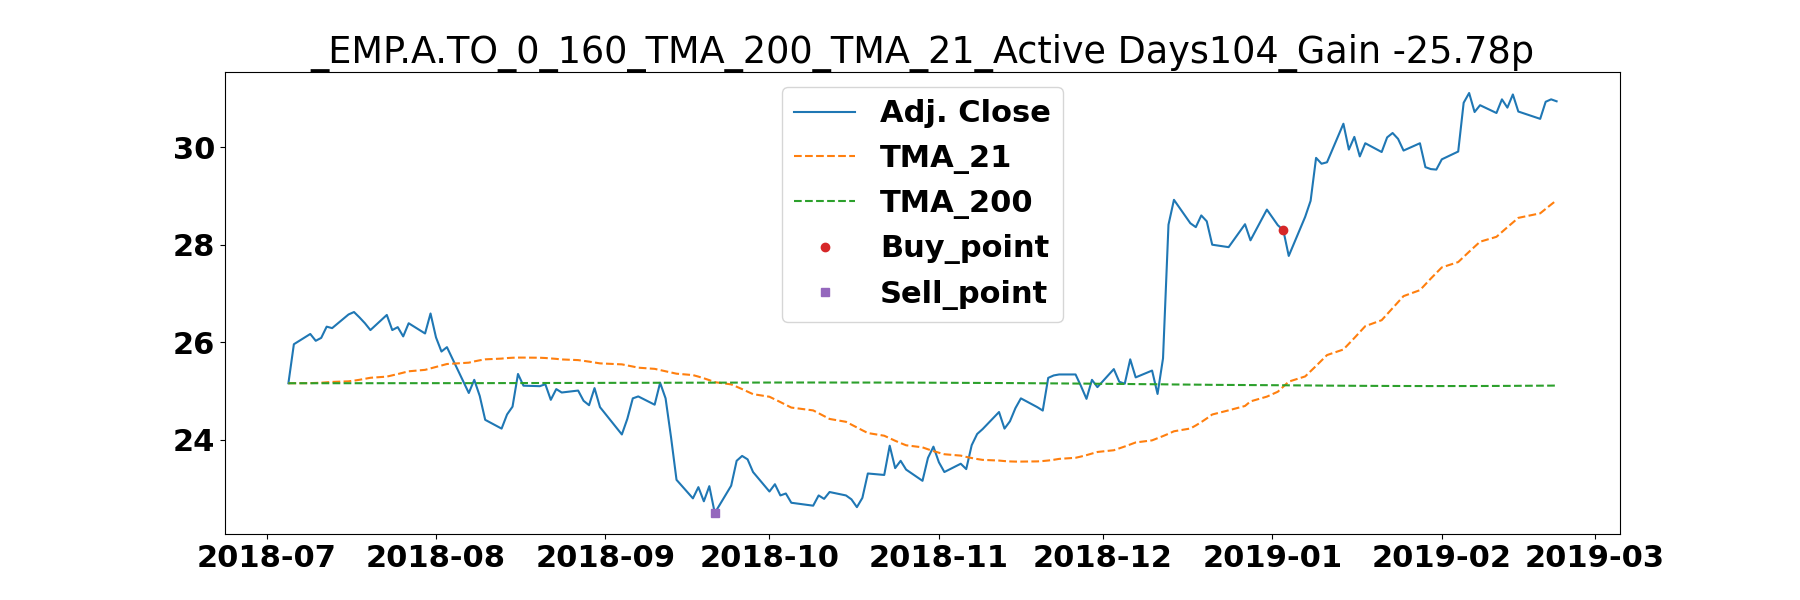 _EMP.A.TO_0_160_TMA_200_TMA_21_Active Days104_Gain -25.78p
Adj. Close
TMA_21
TMA_200
Buy_point
Sell_point
30
28
26
24
2018-07 2018-08 2018-09 2018-10 2018-11 2018-12 2019-01 2019-02 2019-03